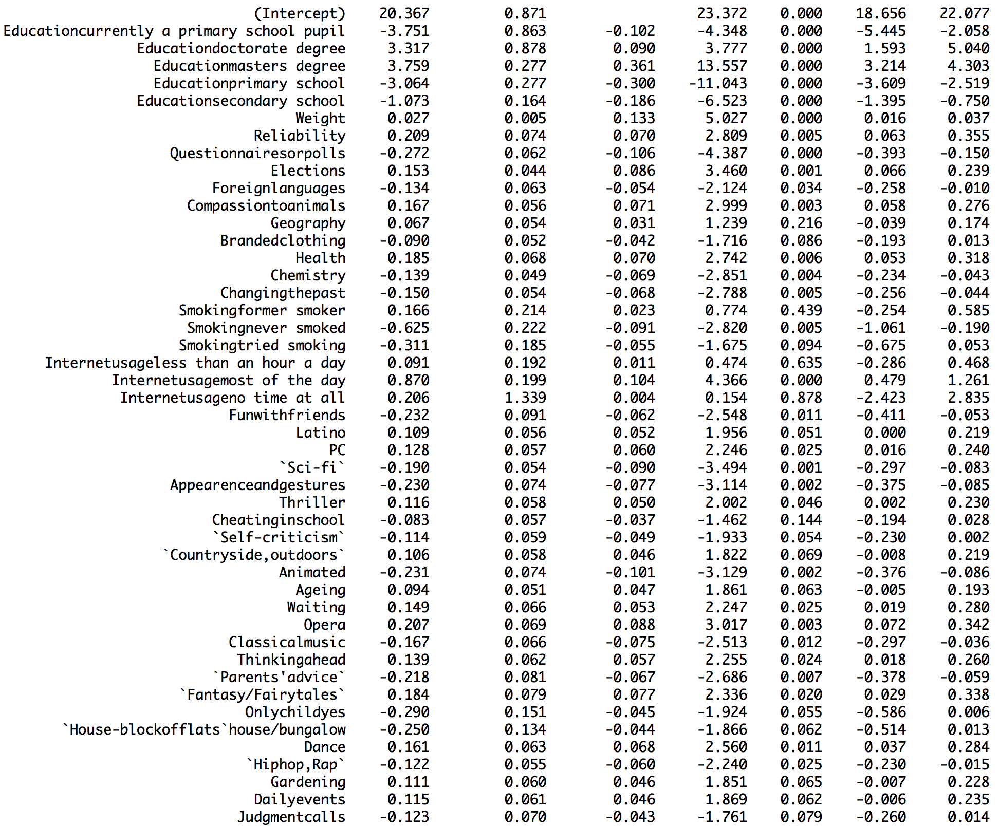 (Intercept) 20.367 0.871 23.372 0.000 18.656 22.077
Educationcurrently a primary school pupil -3.751 0.863 -0.102 -4.348 0.000 -5.445 -2.058
Educationdoctorate degree 3.317 0.878 0.090 3.777 0.000 1.593 5.040
Educationmasters degree 3.759 0.277 0.361 13.557 0.000 3.214 4.303
Educationprimary school -3.064 0.277 -0.300 -11.043 0.000 -3.609 -2.519
Educationsecondary school -1.073 0.164 -0.186 -6.523 0.000 -1.395 -0.750
Weight 0.027 0.005 0.133 5.027 0.000 0.016 0.037
Reliability 0.209 0.074 0.070 2.809 0.005 0.063 0.355
Questionnairesorpolls -0.272 0.062 -0.106 -4.387 0.000 -0.393 -0.150
Elections 0.153 0.044 0.086 3.460 0.001 0.066 0.239
Foreignlanguages -0.134 0.063 -0.054 -2.124 0.034 -0.258 -0.010
Compassiontoanimals 0.167 0.056 0.071 2.999 0.003 0.058 0.276
Geography 0.067 0.054 0.031 1.239 0.216 -0.039 0.174
Brandedclothing -0.090 0.052 -0.042 -1.716 0.086 -0.193 0.013
Health 0.185 0.068 0.070 2.742 0.006 0.053 0.318
Chemistry -0.139 0.049 -0.069 -2.851 0.004 -0.234 -0.043
Changingthepast -0.150 0.054 -0.068 -2.788 0.005 -0.256 -0.044
Smokingformer smoker 0.166 0.214 0.023 0.774 0.439 -0.254 0.585
Smokingnever smoked -0.625 0.222 -0.091 -2.820 0.005 -1.061 -0.190
Smokingtried smoking -0.311 0.185 -0.055 -1.675 0.094 -0.675 0.053
Internetusageless than an hour a day 0.091 0.192 0.011 0.474 0.635 -0.286 0.468
Internetusagemost of the day 0.870 0.199 0.104 4.366 0.000 0.479 1.261
Internetusageno time at all 0.206 1.339 0.004 0.154 0.878 -2.423 2.835
Funwithfriends -0.232 0.091 -0.062 -2.548 0.011 -0.411 -0.053
Latino 0.109 0.056 0.052 1.956 0.051 0.000 0.219
PC 0.128 0.057 0.060 2.246 0.025 0.016 0.240
`Sci-fi` -0.190 0.054 -0.090 -3.494 0.001 -0.297 -0.083
Appearenceandgestures -0.230 0.074 -0.077 -3.114 0.002 -0.375 -0.085
Thriller 0.116 0.058 0.050 2.002 0.046 0.002 0.230
Cheatinginschool -0.083 0.057 -0.037 -1.462 0.144 -0.194 0.028
`Self-criticism` -0.114 0.059 -0.049 -1.933 0.054 -0.230 0.002
`Countryside,outdoors` 0.106 0.058 0.046 1.822 0.069 -0.008 0.219
Animated -0.231 0.074 -0.101 -3.129 0.002 -0.376 -0.086
Ageing 0.094 0.051 0.047 1.861 0.063 -0.005 0.193
Waiting 0.149 0.066 0.053 2.247 0.025 0.019 0.280
Opera 0.207 0.069 0.088 3.017 0.003 0.072 0.342
Classicalmusic -0.167 0.066 -0.075 -2.513 0.012 -0.297 -0.036
Thinkingahead 0.139 0.062 0.057 2.255 0.024 0.018 0.260
`Parents'advice` -0.218 0.081 -0.067 -2.686 0.007 -0.378 -0.059
`Fantasy/Fairytales` 0.184 0.079 0.077 2.336 0.020 0.029 0.338
Onlychildyes -0.290 0.151 -0.045 -1.924 0.055 -0.586 0.006
`House-blockofflats`house/bungalow -0.250 0.134 -0.044 -1.866 0.062 -0.514 0.013
Dance 0.161 0.063 0.068 2.560 0.011 0.037 0.284
`Hiphop,Rap` -0.122 0.055 -0.060 -2.240 0.025 -0.230 -0.015
Gardening 0.111 0.060 0.046 1.851 0.065 -0.007 0.228
Dailyevents 0.115 0.061 0.046 1.869 0.062 -0.006 0.235
Judgmentcalls -0.123 0.070 -0.043 -1.761 0.079 -0.260 0.014